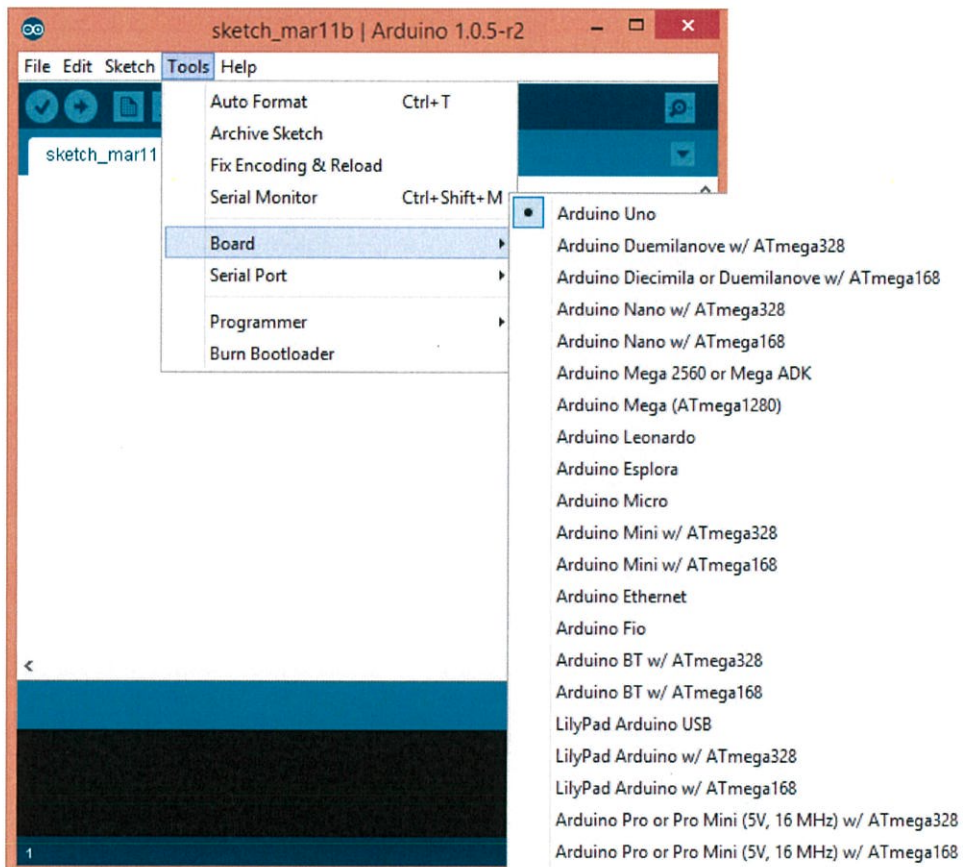 sketch_mar11b | Arduino 1.0.5-r2
File Edit Sketch Tools Help
sketch_mar11
Auto Format Ctrl+T
Archive Sketch
Fix Encoding & Reload
Serial Monitor Ctrl+Shift+M
Board
Serial Port
Programmer
Burn Bootloader
Arduino Uno
Arduino Duemilanove w/ ATmega328
Arduino Diecimila or Duemilanove w/ ATmega168
Arduino Nano w/ ATmega328
Arduino Nano w/ ATmega168
Arduino Mega 2560 or Mega ADK
Arduino Mega (ATmega1280)
Arduino Leonardo
Arduino Esplora
Arduino Micro
Arduino Mini w/ ATmega328
Arduino Mini w/ ATmega168
Arduino Ethernet
Arduino Fio
Arduino BT w/ ATmega328
Arduino BT w/ ATmega168
LilyPad Arduino USB
LilyPad Arduino w/ ATmega328
LilyPad Arduino w/ ATmega168
Arduino Pro or Pro Mini (5V, 16 MHz) w/ ATmega328
Arduino Pro or Pro Mini (5V, 16 MHz) w/ ATmega168
1